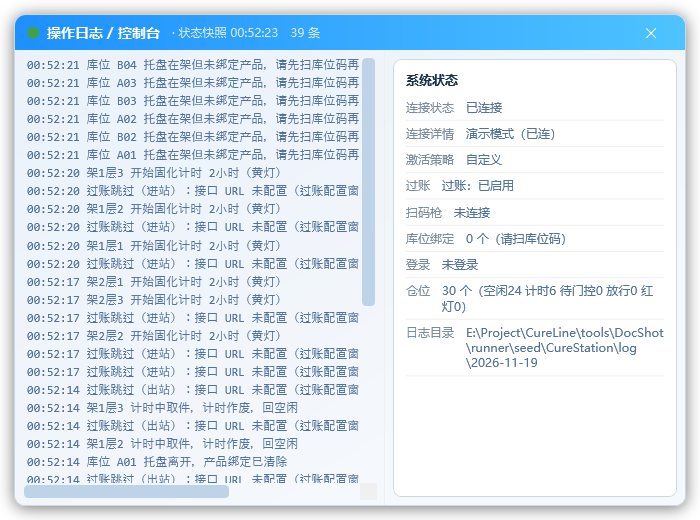 操作日志 / 控制台 · 状态快照 00:52:23 39 条
00:52:21 库位 B04 托盘在架但未绑定产品, 请先扫库位码再
00:52:21 库位 A03 托盘在架但未绑定产品, 请先扫库位码再
00:52:21 库位 B03 托盘在架但未绑定产品, 请先扫库位码再
00:52:21 库位 A02 托盘在架但未绑定产品, 请先扫库位码再
00:52:21 库位 B02 托盘在架但未绑定产品, 请先扫库位码再
00:52:21 库位 A01 托盘在架但未绑定产品, 请先扫库位码再
00:52:20 架1层3 开始固化计时 2小时（黄灯）
00:52:20 过账跳过（进站）：接口 URL 未配置（过账配置窗
00:52:20 架1层2 开始固化计时 2小时（黄灯）
00:52:20 过账跳过（进站）：接口 URL 未配置（过账配置窗
00:52:20 架1层1 开始固化计时 2小时（黄灯）
00:52:20 过账跳过（进站）：接口 URL 未配置（过账配置窗
00:52:17 架2层1 开始固化计时 2小时（黄灯）
00:52:17 架2层3 开始固化计时 2小时（黄灯）
00:52:17 过账跳过（进站）：接口 URL 未配置（过账配置窗
00:52:17 架2层2 开始固化计时 2小时（黄灯）
00:52:17 过账跳过（进站）：接口 URL 未配置（过账配置窗
00:52:17 过账跳过（进站）：接口 URL 未配置（过账配置窗
00:52:14 过账跳过（出站）：接口 URL 未配置（过账配置窗
00:52:14 架1层3 计时中取件, 计时作废, 回空闲
00:52:14 过账跳过（出站）：接口 URL 未配置（过账配置窗
00:52:14 架1层2 计时中取件, 计时作废, 回空闲
00:52:14 库位 A01 托盘离开, 产品绑定已清除
00:52:14 过账跳过（出站）：接口 URL 未配置（过账配置窗
系统状态
连接状态 已连接
连接详情 演示模式（已连）
激活策略 自定义
过账 过账：已启用
扫码枪 未连接
库位绑定 0 个（请扫库位码）
登录 未登录
仓位 30 个（空闲24 计时6 待门控0 放行0 红
灯0）
日志目录 E:\Project\CureLine\tools\DocShot
\runner\seed\CureStation\log
\2026-11-19